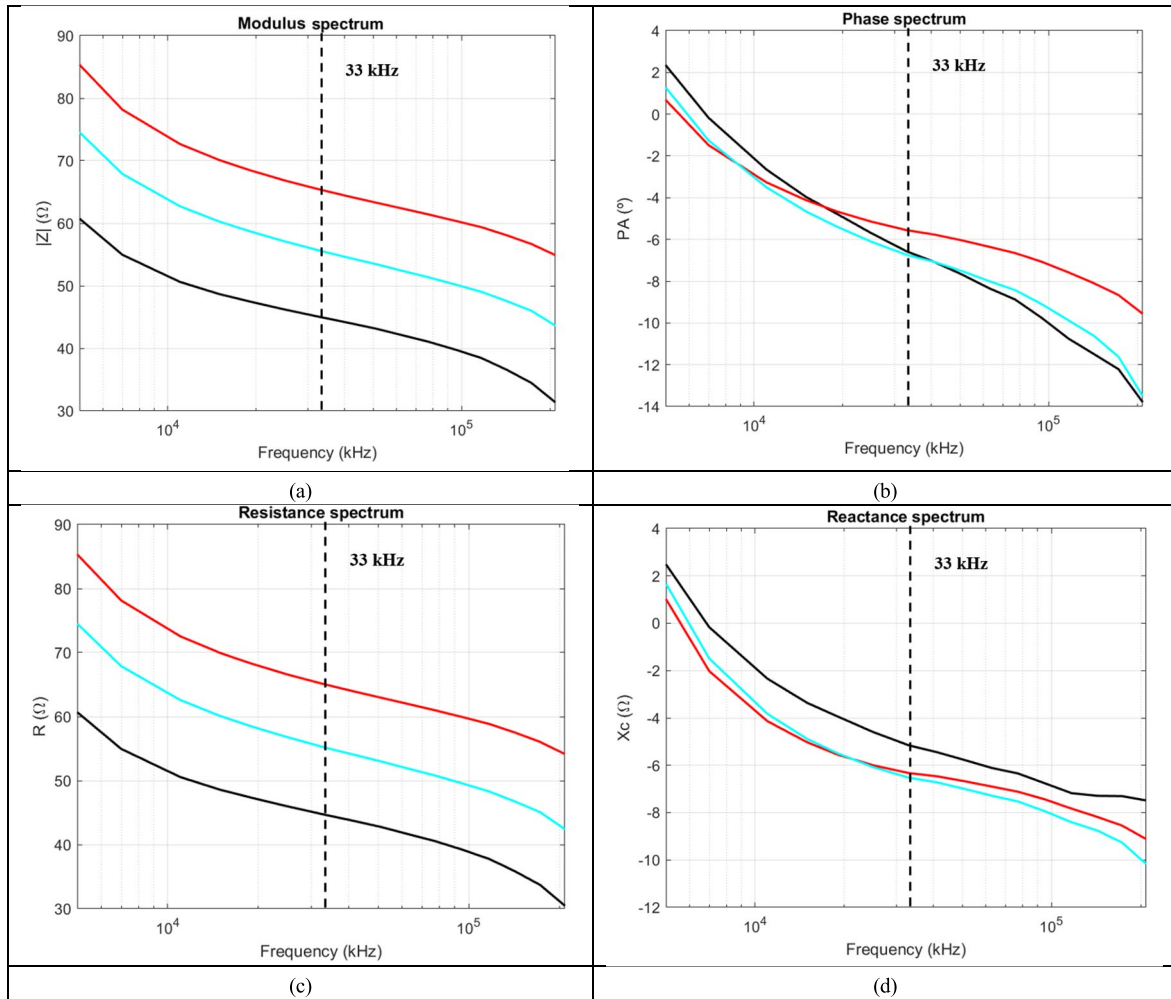 Modulus spectrum
90
80
70
60
50
40
30
|Z| (Ω)
33 kHz
10⁴
10⁵
Frequency (kHz)
(a)
Phase spectrum
4
2
0
-2
-4
-6
-8
-10
-12
-14
PA (º)
33 kHz
10⁴
10⁵
Frequency (kHz)
(b)
Resistance spectrum
90
80
70
60
50
40
30
R (Ω)
33 kHz
10⁴
10⁵
Frequency (kHz)
(c)
Reactance spectrum
4
2
0
-2
-4
-6
-8
-10
-12
Xc (Ω)
33 kHz
10⁴
10⁵
Frequency (kHz)
(d)